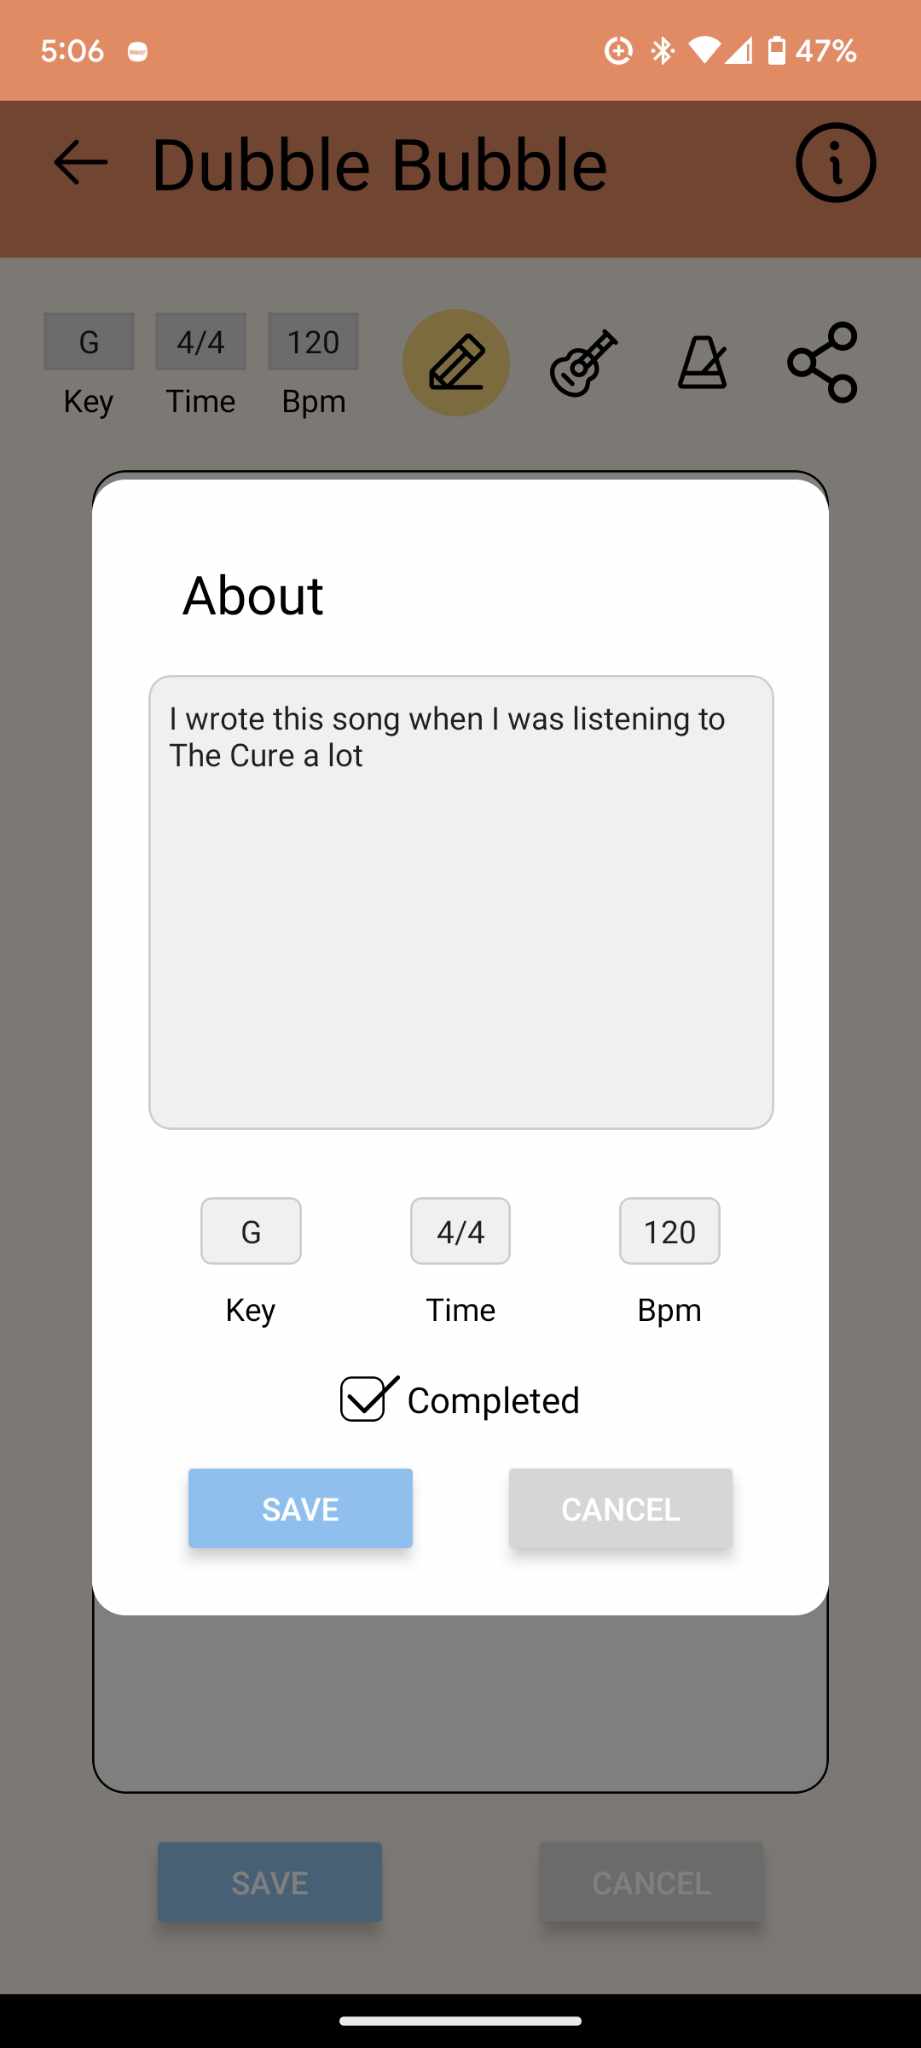 5:06
47%
Dubble Bubble
G 4/4 120
Key Time Bpm
About
I wrote this song when I was listening to
The Cure a lot
G 4/4 120
Key Time Bpm
Completed
SAVE CANCEL
SAVE CANCEL